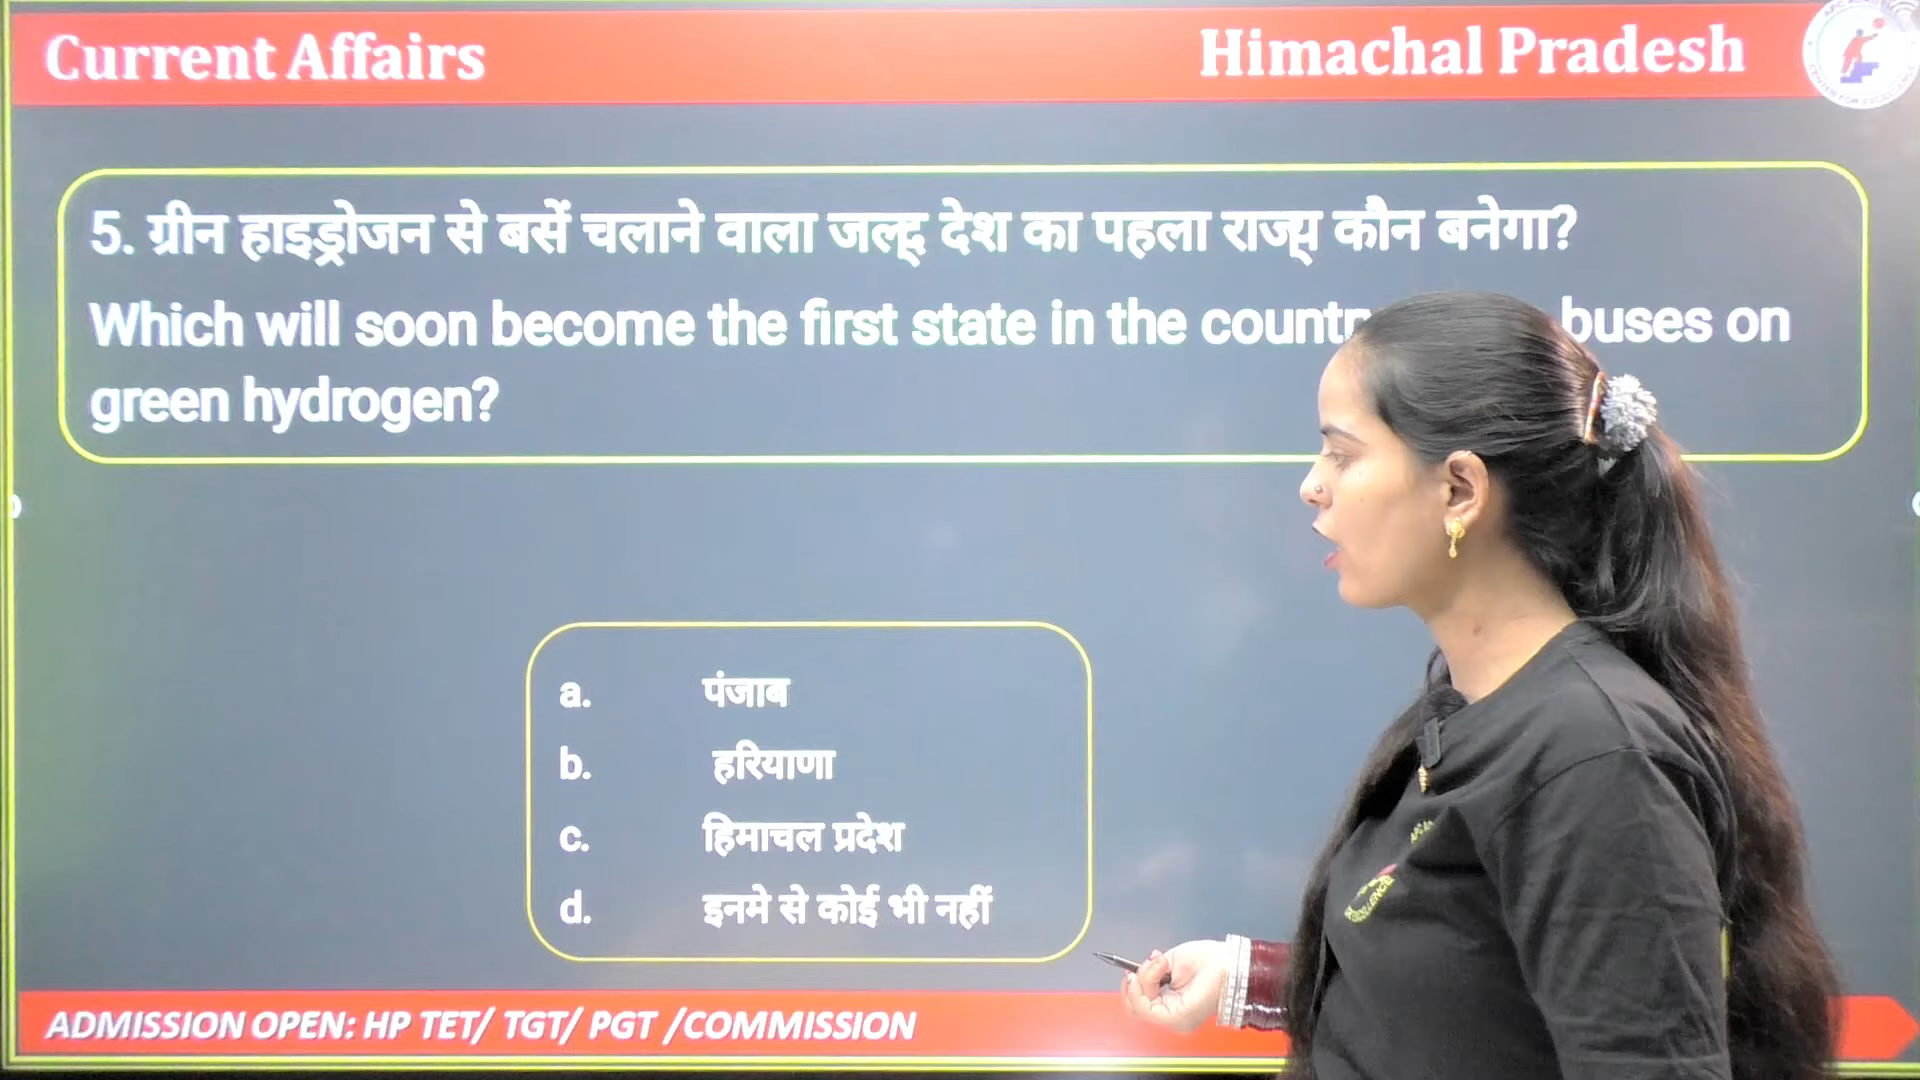 Current Affairs
Himachal Pradesh
5. ग्रीन हाइड्रोजन से बसें चलाने वाला जल्द् देश का पहला राज्य् कौन बनेगा?
Which will soon become the first state in the buses on
green hydrogen?
a. पंजाब
b. हरियाणा
c. हिमाचल प्रदेश
d. इनमे से कोई भी नहीं
ADMISSION OPEN: HP TET/ TGT/ PGT /COMMISSION